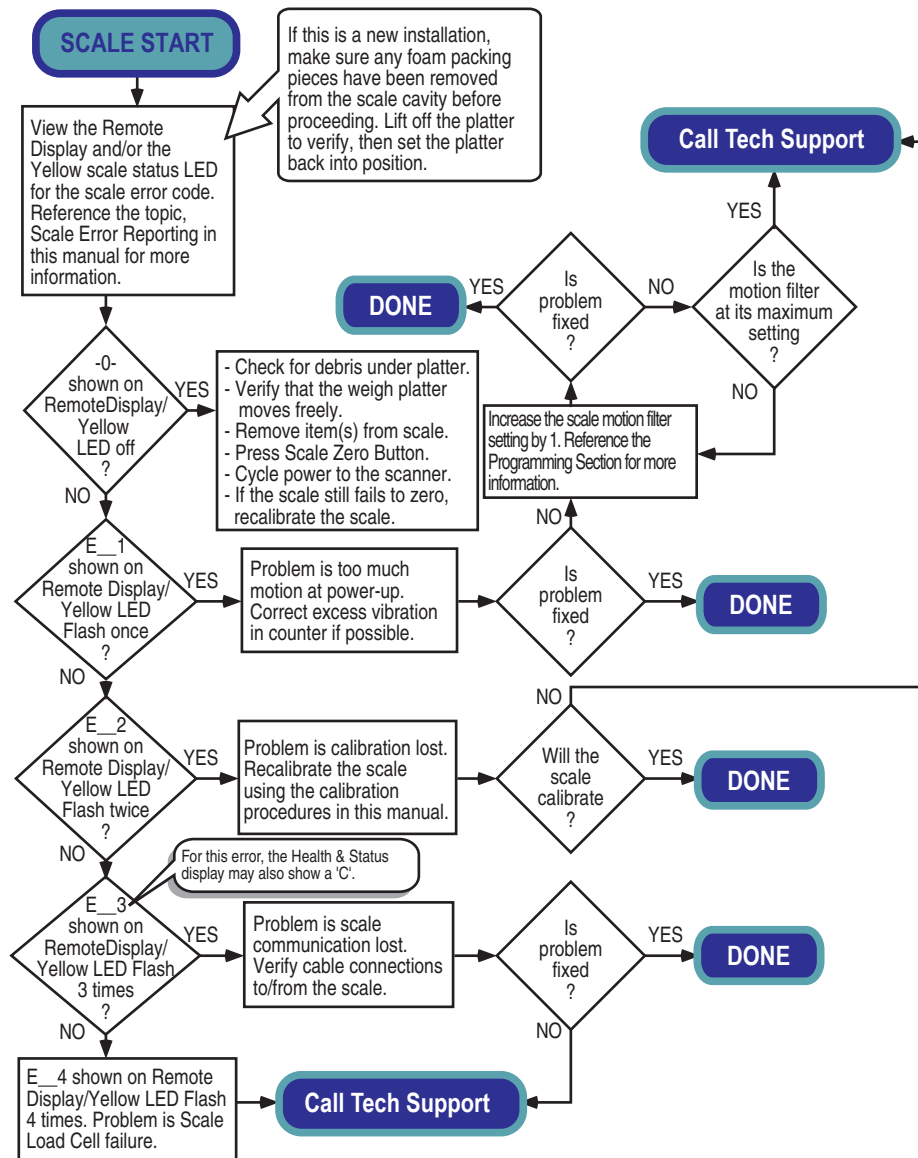 SCALE START
If this is a new installation,
make sure any foam packing
pieces have been removed
from the scale cavity before
proceeding. Lift off the platter
to verify, then set the platter
back into position.
View the Remote
Display and/or the
Yellow scale status LED
for the scale error code.
Reference the topic,
Scale Error Reporting in
this manual for more
information.
Call Tech Support
YES
Is the
motion filter
at its maximum
setting
?
NO
Is
problem
fixed
?
YES
NO
DONE
-0-
shown on
RemoteDisplay/
Yellow
LED off
?
YES
NO
- Check for debris under platter.
- Verify that the weigh platter
moves freely.
- Remove item(s) from scale.
- Press Scale Zero Button.
- Cycle power to the scanner.
- If the scale still fails to zero,
recalibrate the scale.
Increase the scale motion filter
setting by 1. Reference the
Programming Section for more
information.
NO
E__1
shown on
Remote Display/
Yellow LED
Flash once
?
YES
NO
Problem is too much
motion at power-up.
Correct excess vibration
in counter if possible.
Is
problem
fixed
?
YES
DONE
E__2
shown on
Remote Display/
Yellow LED
Flash twice
?
YES
NO
Problem is calibration lost.
Recalibrate the scale
using the calibration
procedures in this manual.
NO
Will the
scale
calibrate
?
YES
DONE
For this error, the Health & Status
display may also show a 'C'.
E__3
shown on
RemoteDisplay/
Yellow LED Flash
3 times
?
YES
NO
Problem is scale
communication lost.
Verify cable connections
to/from the scale.
Is
problem
fixed
?
YES
DONE
NO
E__4 shown on Remote
Display/Yellow LED Flash
4 times. Problem is Scale
Load Cell failure.
Call Tech Support